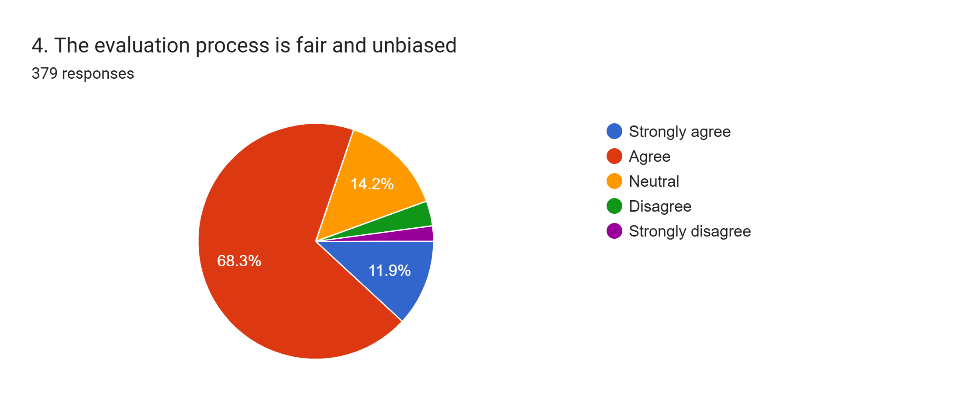 4. The evaluation process is fair and unbiased
379 responses
Strongly agree
Agree
Neutral
Disagree
Strongly disagree
14.2%
68.3%
11.9%